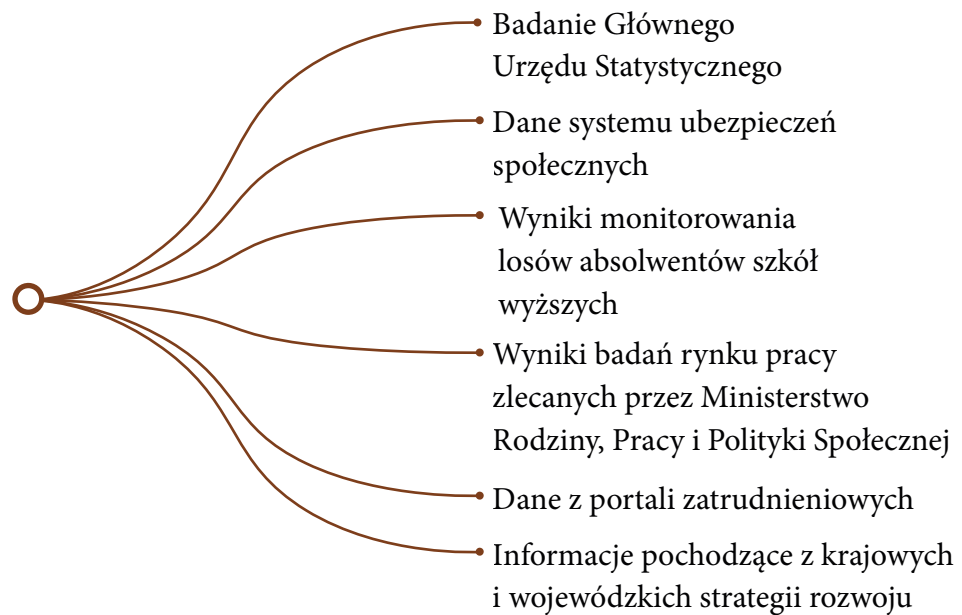 Badanie Głównego
Urzędu Statystycznego
Dane systemu ubezpieczeń
społecznych
Wyniki monitorowania
losów absolwentów szkół
wyższych
Wyniki badań rynku pracy
zlecanych przez Ministerstwo
Rodziny, Pracy i Polityki Społecznej
Dane z portali zatrudnieniowych
Informacje pochodzące z krajowych
i wojewódzkich strategii rozwoju